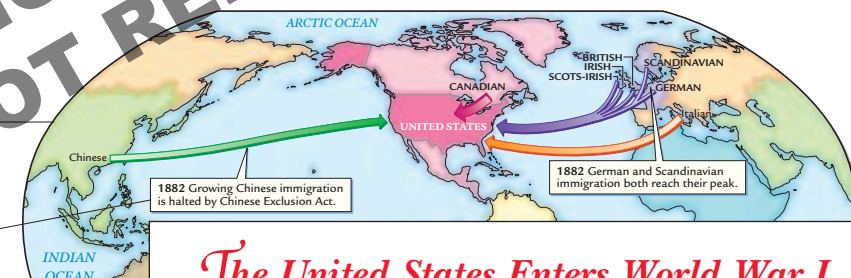 ARCTIC OCEAN
BRITISH
IRISH
SCOTS-IRISH
SCANDINAVIAN
GERMAN
CANADIAN
Italian
UNITED STATES
Chinese
1882 Growing Chinese immigration
is halted by Chinese Exclusion Act.
1882 German and Scandinavian
immigration both reach their peak.
INDIAN
OCEAN
The United States Enters World War I